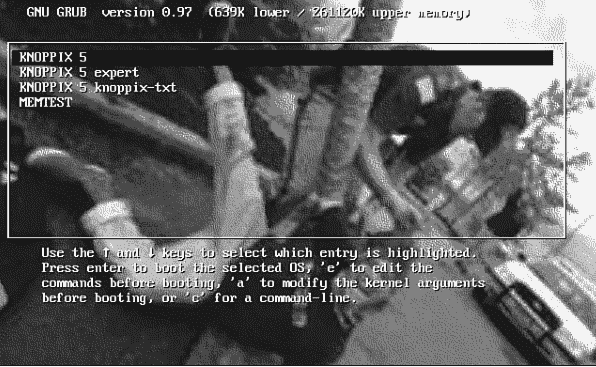 GNU GRUB version 0.97 (639K lower / 261120K upper memory)
KNOPPIX 5
KNOPPIX 5 expert
KNOPPIX 5 knoppix-txt
MEMTEST
Use the ↑ and ↓ keys to select which entry is highlighted.
Press enter to boot the selected OS, 'e' to edit the
commands before booting, 'a' to modify the kernel arguments
before booting, or 'c' for a command-line.